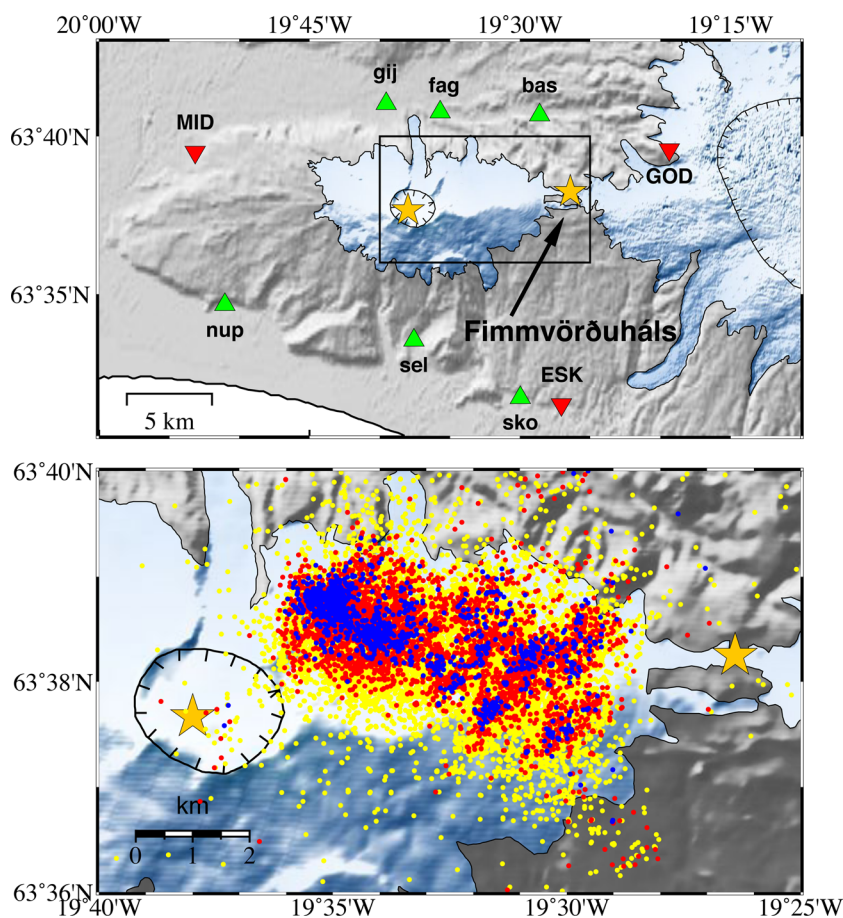 20°00'W 19°45'W 19°30'W 19°15'W
gij fag bas
MID
63°40'N
GOD
63°35'N
nup
Fimmvörðuháls
sel
ESK
5 km
sko
63°40'N
63°38'N
km
0 1 2
63°36'N
19°40'W 19°35'W 19°30'W 19°25'W